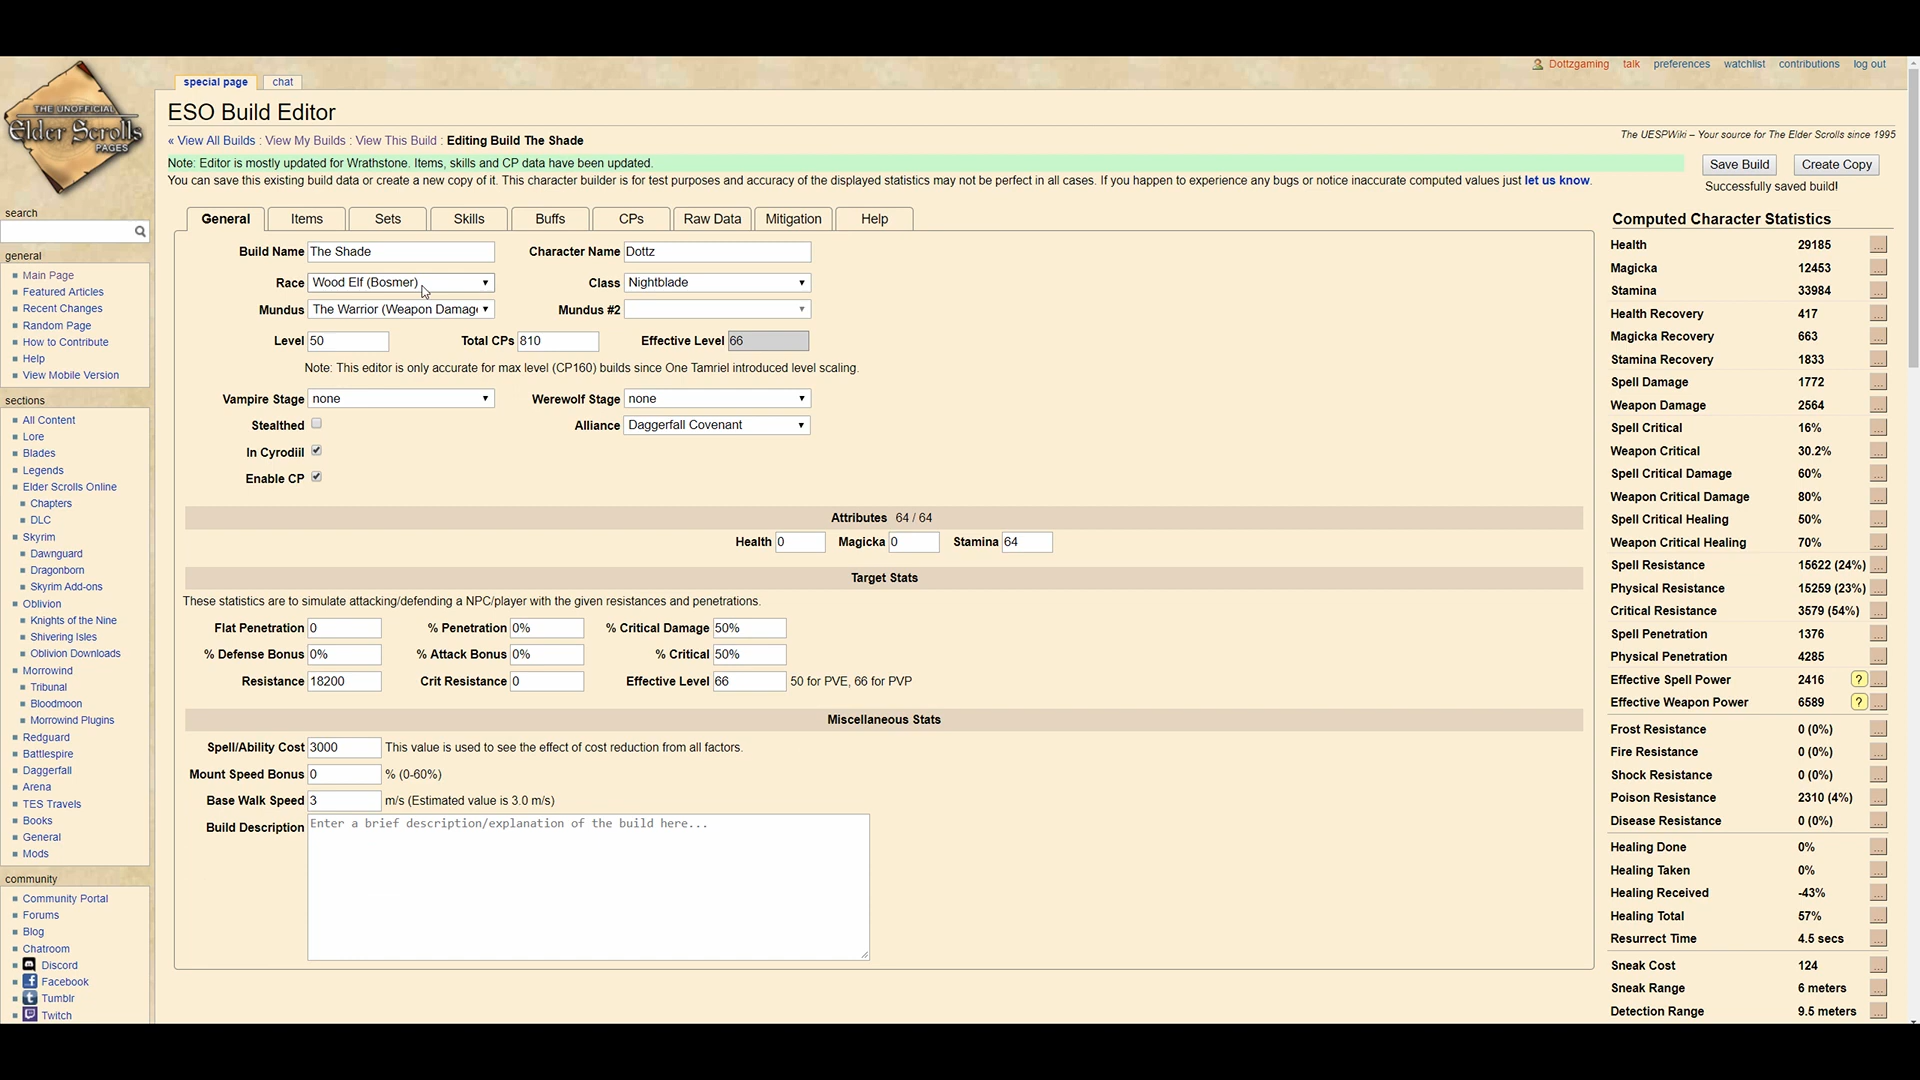 Dottzgaming talk preferences watchlist contributions log out
special page chat
THE UNOFFICIAL
Elder Scrolls
PAGES
ESO Build Editor
« View All Builds : View My Builds : View This Build : Editing Build The Shade
The UESPWiki – Your source for The Elder Scrolls since 1995
Note: Editor is mostly updated for Wrathstone. Items, skills and CP data have been updated.
You can save this existing build data or create a new copy of it. This character builder is for test purposes and accuracy of the displayed statistics may not be perfect in all cases. If you happen to experience any bugs or notice inaccurate computed values just let us know.
Save Build Create Copy
Successfully saved build!
search
general
Main Page
Featured Articles
Recent Changes
Random Page
How to Contribute
Help
View Mobile Version
sections
All Content
Lore
Blades
Legends
Elder Scrolls Online
Chapters
DLC
Skyrim
Dawnguard
Dragonborn
Skyrim Add-ons
Oblivion
Knights of the Nine
Shivering Isles
Oblivion Downloads
Morrowind
Tribunal
Bloodmoon
Morrowind Plugins
Redguard
Battlespire
Daggerfall
Arena
TES Travels
Books
General
Mods
community
Community Portal
Forums
Blog
Chatroom
Discord
Facebook
Tumblr
Twitch
General Items Sets Skills Buffs CPs Raw Data Mitigation Help
Build Name The Shade Character Name Dottz
Race Wood Elf (Bosmer) Class Nightblade
Mundus The Warrior (Weapon Damage Mundus #2
Level 50 Total CPs 810 Effective Level 66
Note: This editor is only accurate for max level (CP160) builds since One Tamriel introduced level scaling.
Vampire Stage none Werewolf Stage none
Stealthed Alliance Daggerfall Covenant
In Cyrodiil
Enable CP
Attributes 64 / 64
Health 0 Magicka 0 Stamina 64
Target Stats
These statistics are to simulate attacking/defending a NPC/player with the given resistances and penetrations.
Flat Penetration 0 % Penetration 0% % Critical Damage 50%
% Defense Bonus 0% % Attack Bonus 0% % Critical 50%
Resistance 18200 Crit Resistance 0 Effective Level 66 50 for PVE, 66 for PVP
Miscellaneous Stats
Spell/Ability Cost 3000 This value is used to see the effect of cost reduction from all factors.
Mount Speed Bonus 0 % (0-60%)
Base Walk Speed 3 m/s (Estimated value is 3.0 m/s)
Build Description Enter a brief description/explanation of the build here...
Computed Character Statistics
Health 29185 ...
Magicka 12453 ...
Stamina 33984 ...
Health Recovery 417 ...
Magicka Recovery 663 ...
Stamina Recovery 1833 ...
Spell Damage 1772 ...
Weapon Damage 2564 ...
Spell Critical 16% ...
Weapon Critical 30.2% ...
Spell Critical Damage 60% ...
Weapon Critical Damage 80% ...
Spell Critical Healing 50% ...
Weapon Critical Healing 70% ...
Spell Resistance 15622 (24%) ...
Physical Resistance 15259 (23%) ...
Critical Resistance 3579 (54%) ...
Spell Penetration 1376 ...
Physical Penetration 4285 ...
Effective Spell Power 2416 ? ...
Effective Weapon Power 6589 ? ...
Frost Resistance 0 (0%) ...
Fire Resistance 0 (0%) ...
Shock Resistance 0 (0%) ...
Poison Resistance 2310 (4%) ...
Disease Resistance 0 (0%) ...
Healing Done 0% ...
Healing Taken 0% ...
Healing Received -43% ...
Healing Total 57% ...
Resurrect Time 4.5 secs ...
Sneak Cost 124 ...
Sneak Range 6 meters ...
Detection Range 9.5 meters ...